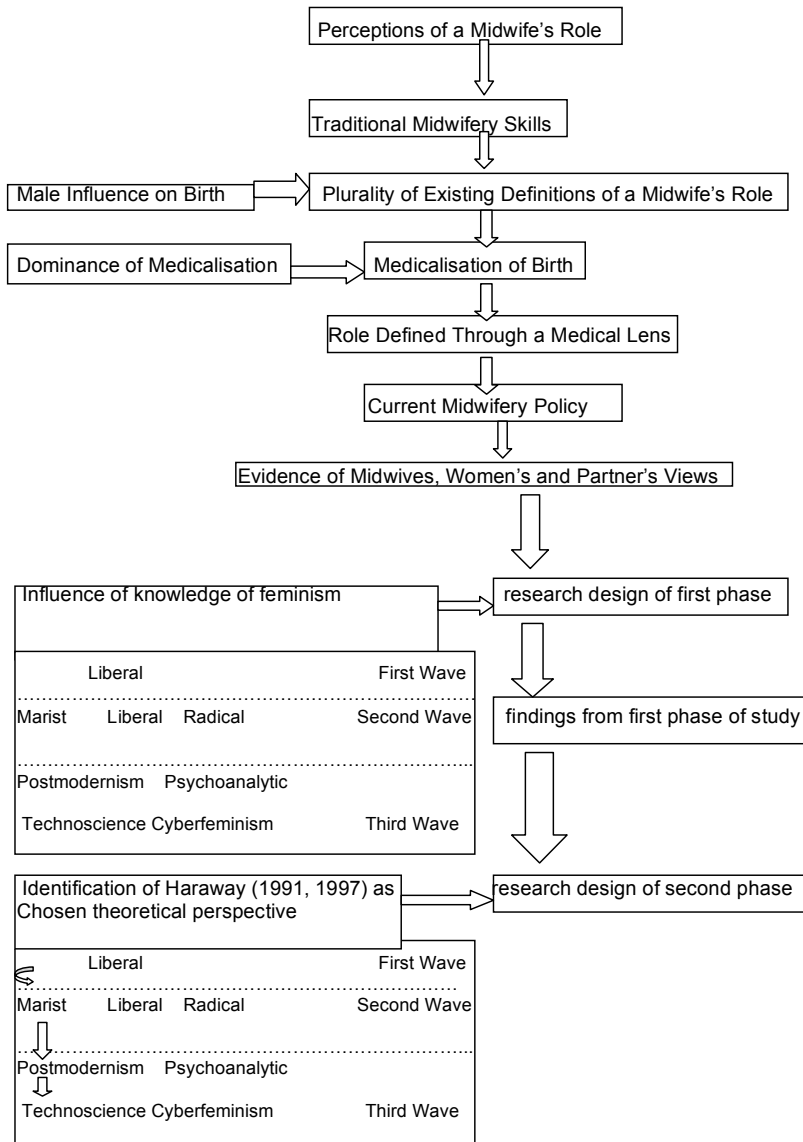 Perceptions of a Midwife's Role
Traditional Midwifery Skills
Male Influence on Birth
Plurality of Existing Definitions of a Midwife's Role
Dominance of Medicalisation
Medicalisation of Birth
Role Defined Through a Medical Lens
Current Midwifery Policy
Evidence of Midwives, Women's and Partner's Views
Influence of knowledge of feminism
research design of first phase
Liberal First Wave
Marist Liberal Radical Second Wave
findings from first phase of study
Postmodernism Psychoanalytic
Technoscience Cyberfeminism Third Wave
Identification of Haraway (1991, 1997) as
Chosen theoretical perspective
research design of second phase
Liberal First Wave
Marist Liberal Radical Second Wave
Postmodernism Psychoanalytic
Technoscience Cyberfeminism Third Wave